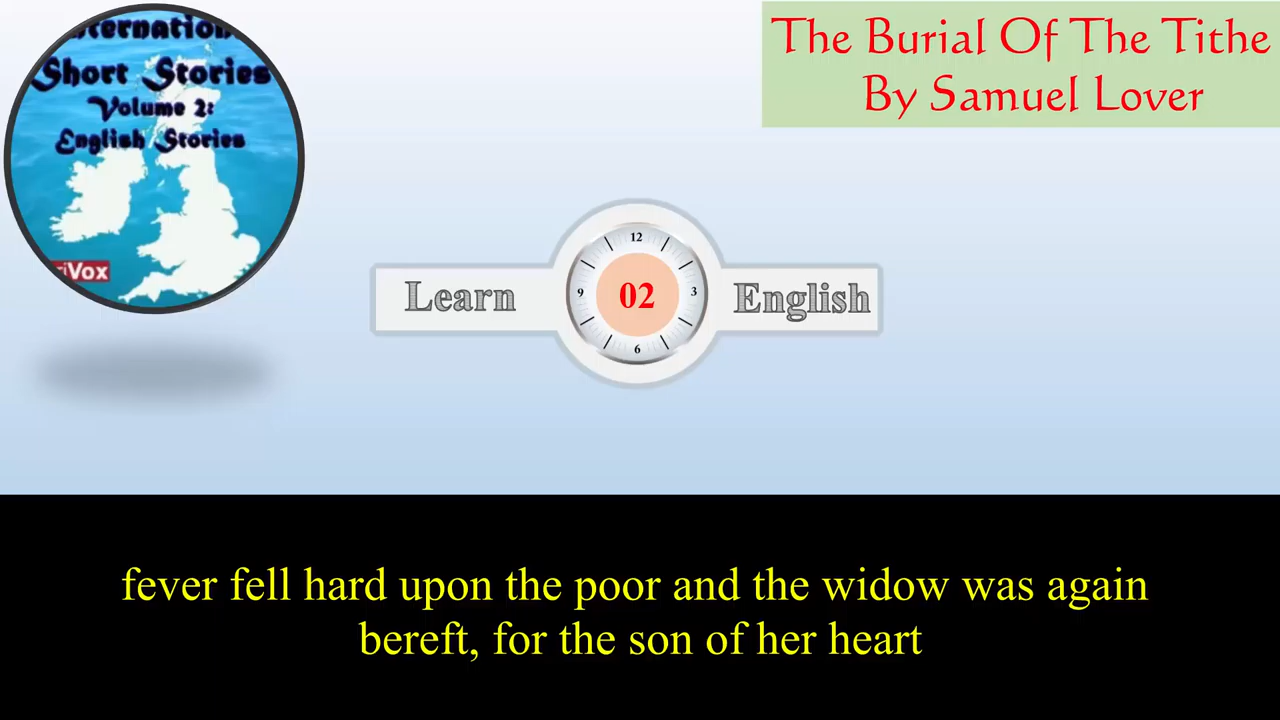 nternation
Short Stories
Volume 2:
English Stories
riVox
The Burial Of The Tithe
By Samuel Lover
Learn
12
9
02
3
6
English
fever fell hard upon the poor and the widow was again
bereft, for the son of her heart